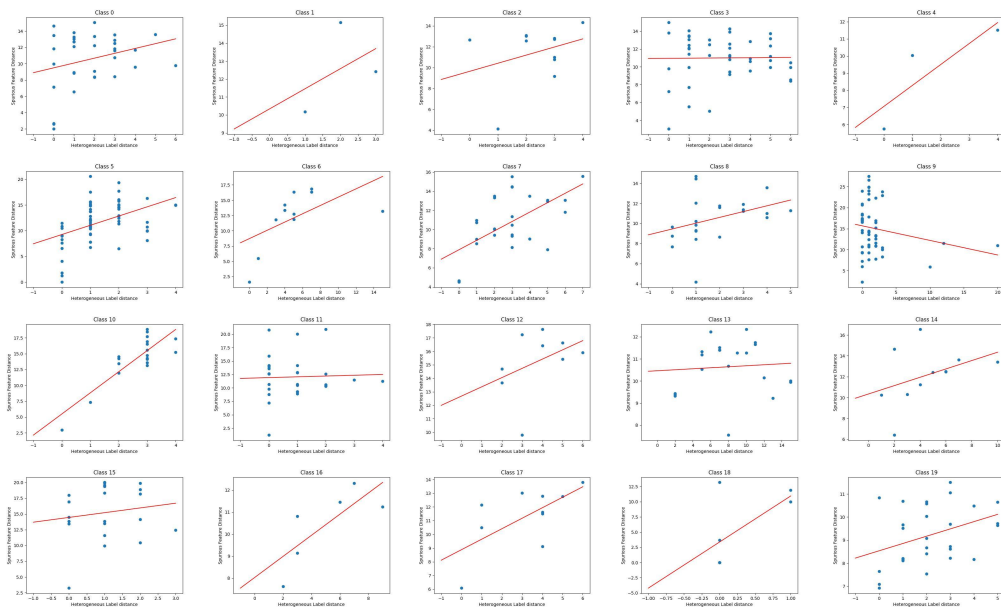 Class 0
Class 1
Class 2
Class 3
Class 4
Spurious Feature Distance
Heterogeneous Label distance
Spurious Feature Distance
Heterogeneous Label distance
Spurious Feature Distance
Heterogeneous Label distance
Spurious Feature Distance
Heterogeneous Label distance
Spurious Feature Distance
Heterogeneous Label distance
Class 5
Class 6
Class 7
Class 8
Class 9
Spurious Feature Distance
Heterogeneous Label distance
Spurious Feature Distance
Heterogeneous Label distance
Spurious Feature Distance
Heterogeneous Label distance
Spurious Feature Distance
Heterogeneous Label distance
Spurious Feature Distance
Heterogeneous Label distance
Class 10
Class 11
Class 12
Class 13
Class 14
Spurious Feature Distance
Heterogeneous Label distance
Spurious Feature Distance
Heterogeneous Label distance
Spurious Feature Distance
Heterogeneous Label distance
Spurious Feature Distance
Heterogeneous Label distance
Spurious Feature Distance
Heterogeneous Label distance
Class 15
Class 16
Class 17
Class 18
Class 19
Spurious Feature Distance
Heterogeneous Label distance
Spurious Feature Distance
Heterogeneous Label distance
Spurious Feature Distance
Heterogeneous Label distance
Spurious Feature Distance
Heterogeneous Label distance
Spurious Feature Distance
Heterogeneous Label distance